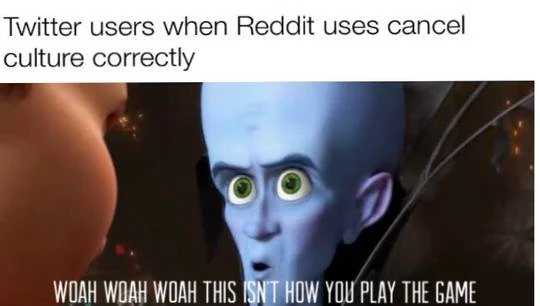 Twitter users when Reddit uses cancel
culture correctly
WOAH WOAH WOAH THIS ISN'T HOW YOU PLAY THE GAME